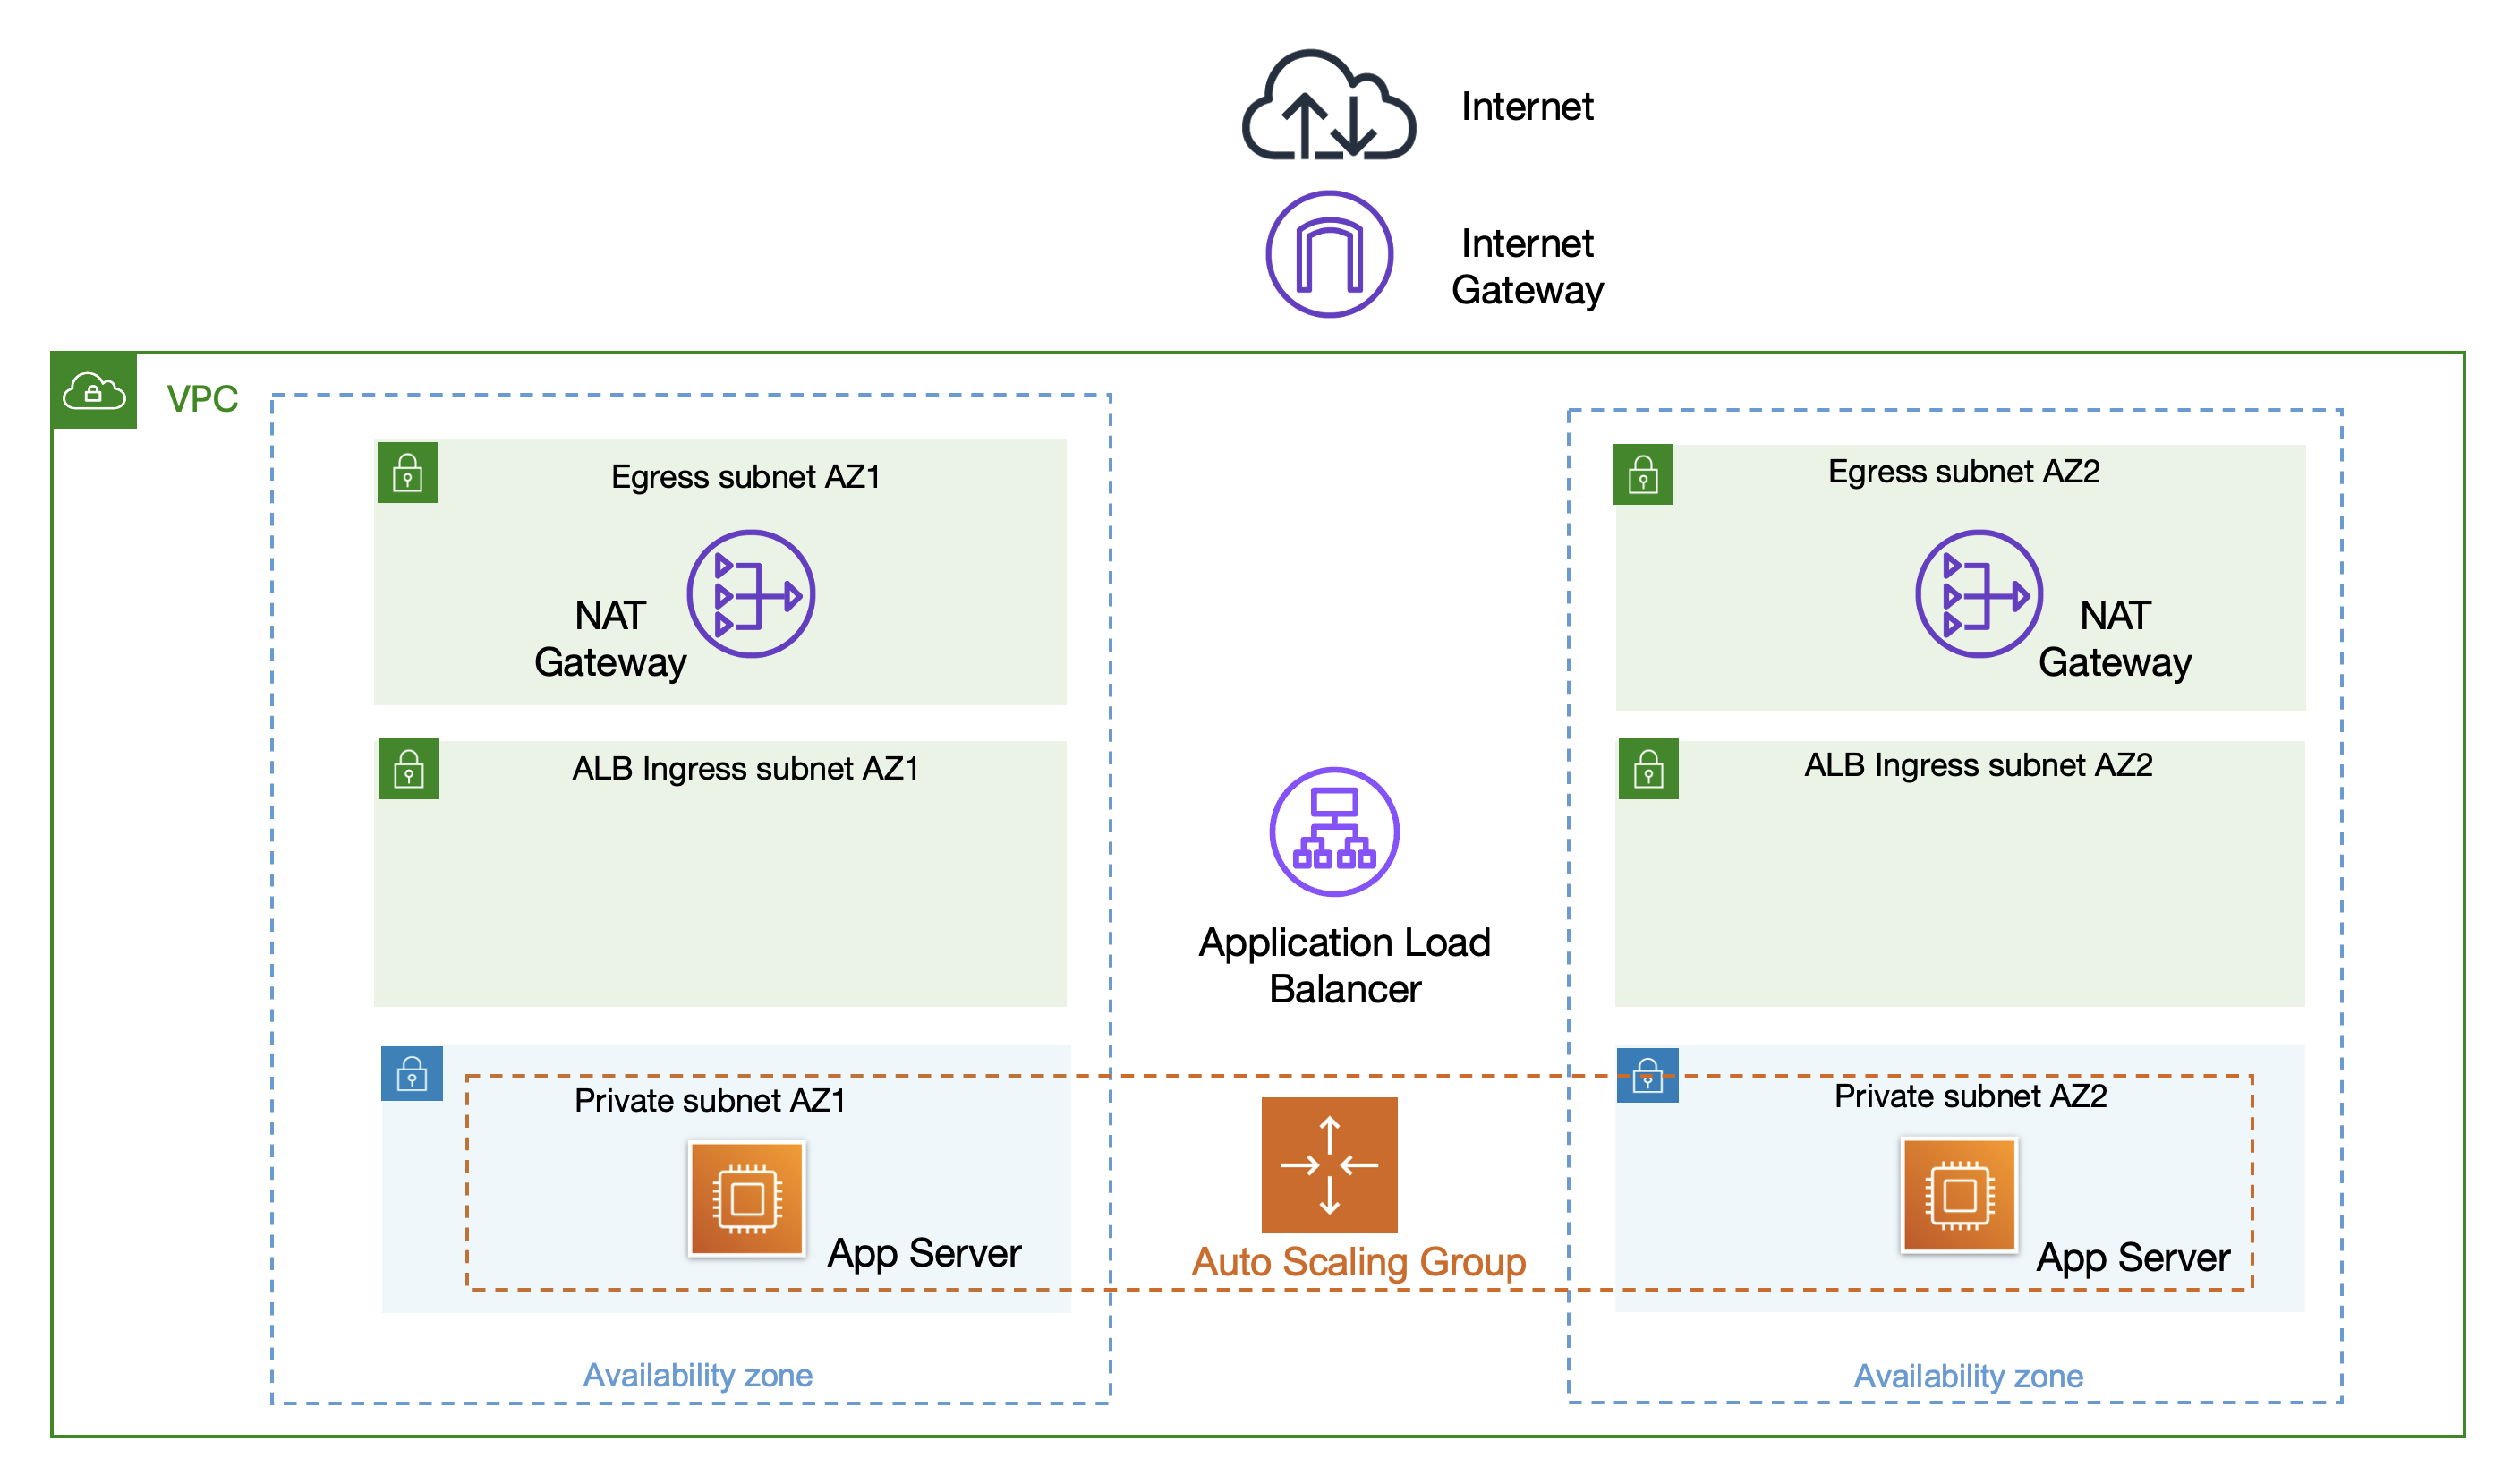 Internet
Internet
Gateway
VPC
Egress subnet AZ1
NAT
Gateway
Egress subnet AZ2
NAT
Gateway
ALB Ingress subnet AZ1
ALB Ingress subnet AZ2
Application Load
Balancer
Private subnet AZ1
App Server
Auto Scaling Group
Private subnet AZ2
App Server
Availability zone
Availability zone